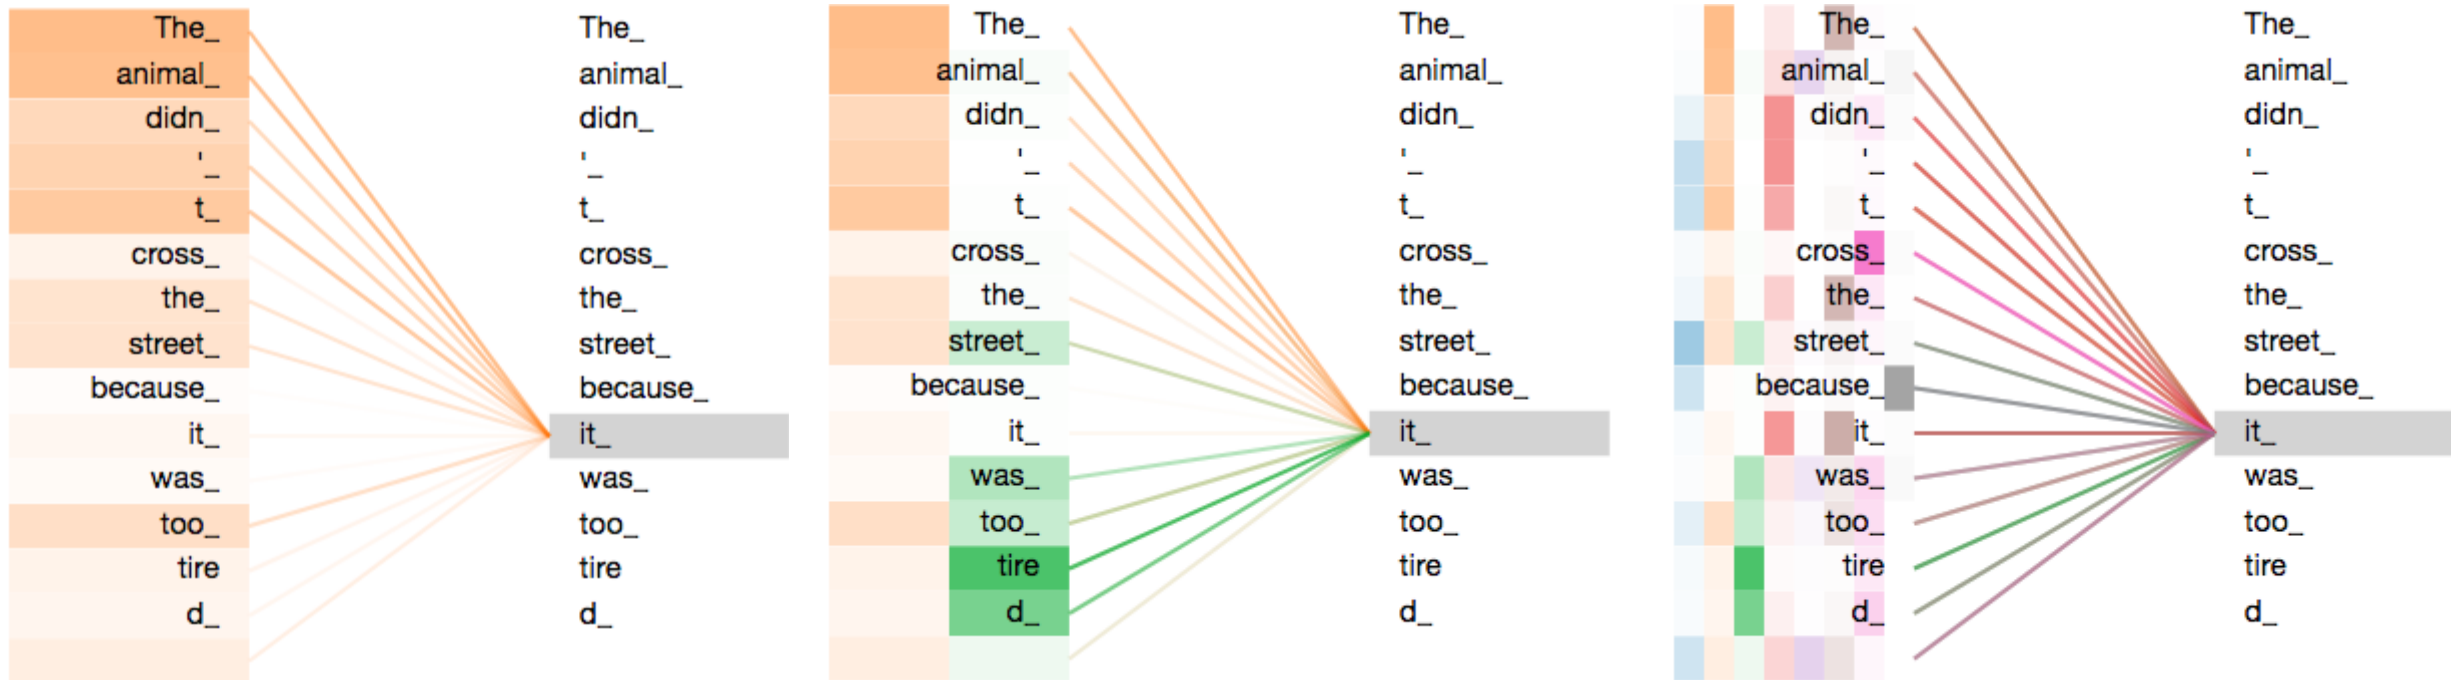 The_ The_ The_ The_ The_ The_
animal_ animal_ animal_ animal_ animal_ animal_
didn_ didn_ didn_ didn_ didn_ didn_
'_ '_ '_ '_ '_ '_
t_ t_ t_ t_ t_ t_
cross_ cross_ cross_ cross_ cross_ cross_
the_ the_ the_ the_ the_ the_
street_ street_ street_ street_ street_ street_
because_ because_ because_ because_ because_ because_
it_ it_ it_ it_ it_ it_
was_ was_ was_ was_ was_ was_
too_ too_ too_ too_ too_ too_
tire tire tire tire tire tire
d_ d_ d_ d_ d_ d_